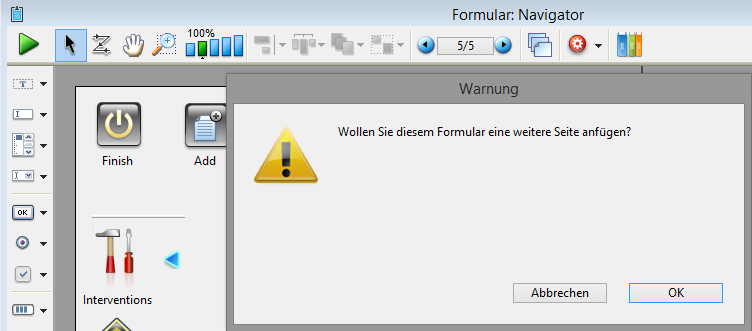 Formular: Navigator
100%
5/5
Warnung
Wollen Sie diesem Formular eine weitere Seite anfügen?
Finish
Add
OK
Interventions
Abbrechen
OK